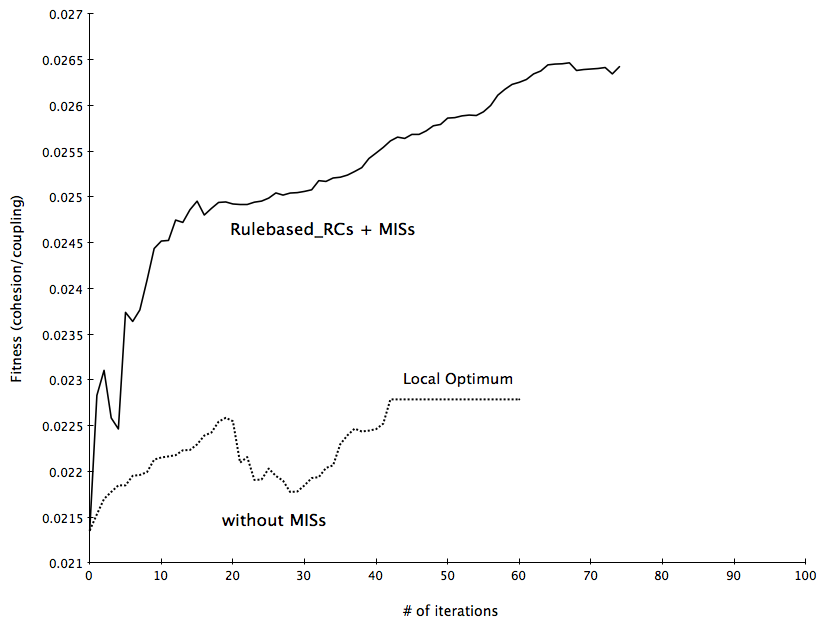 0.027
0.0265
0.026
0.0255
0.025
0.0245
0.024
0.0235
0.023
0.0225
0.022
0.0215
0.021
Fitness (cohesion/coupling)
Rulebased_RCs + MISs
Local Optimum
without MISs
0 10 20 30 40 50 60 70 80 90 100
# of iterations